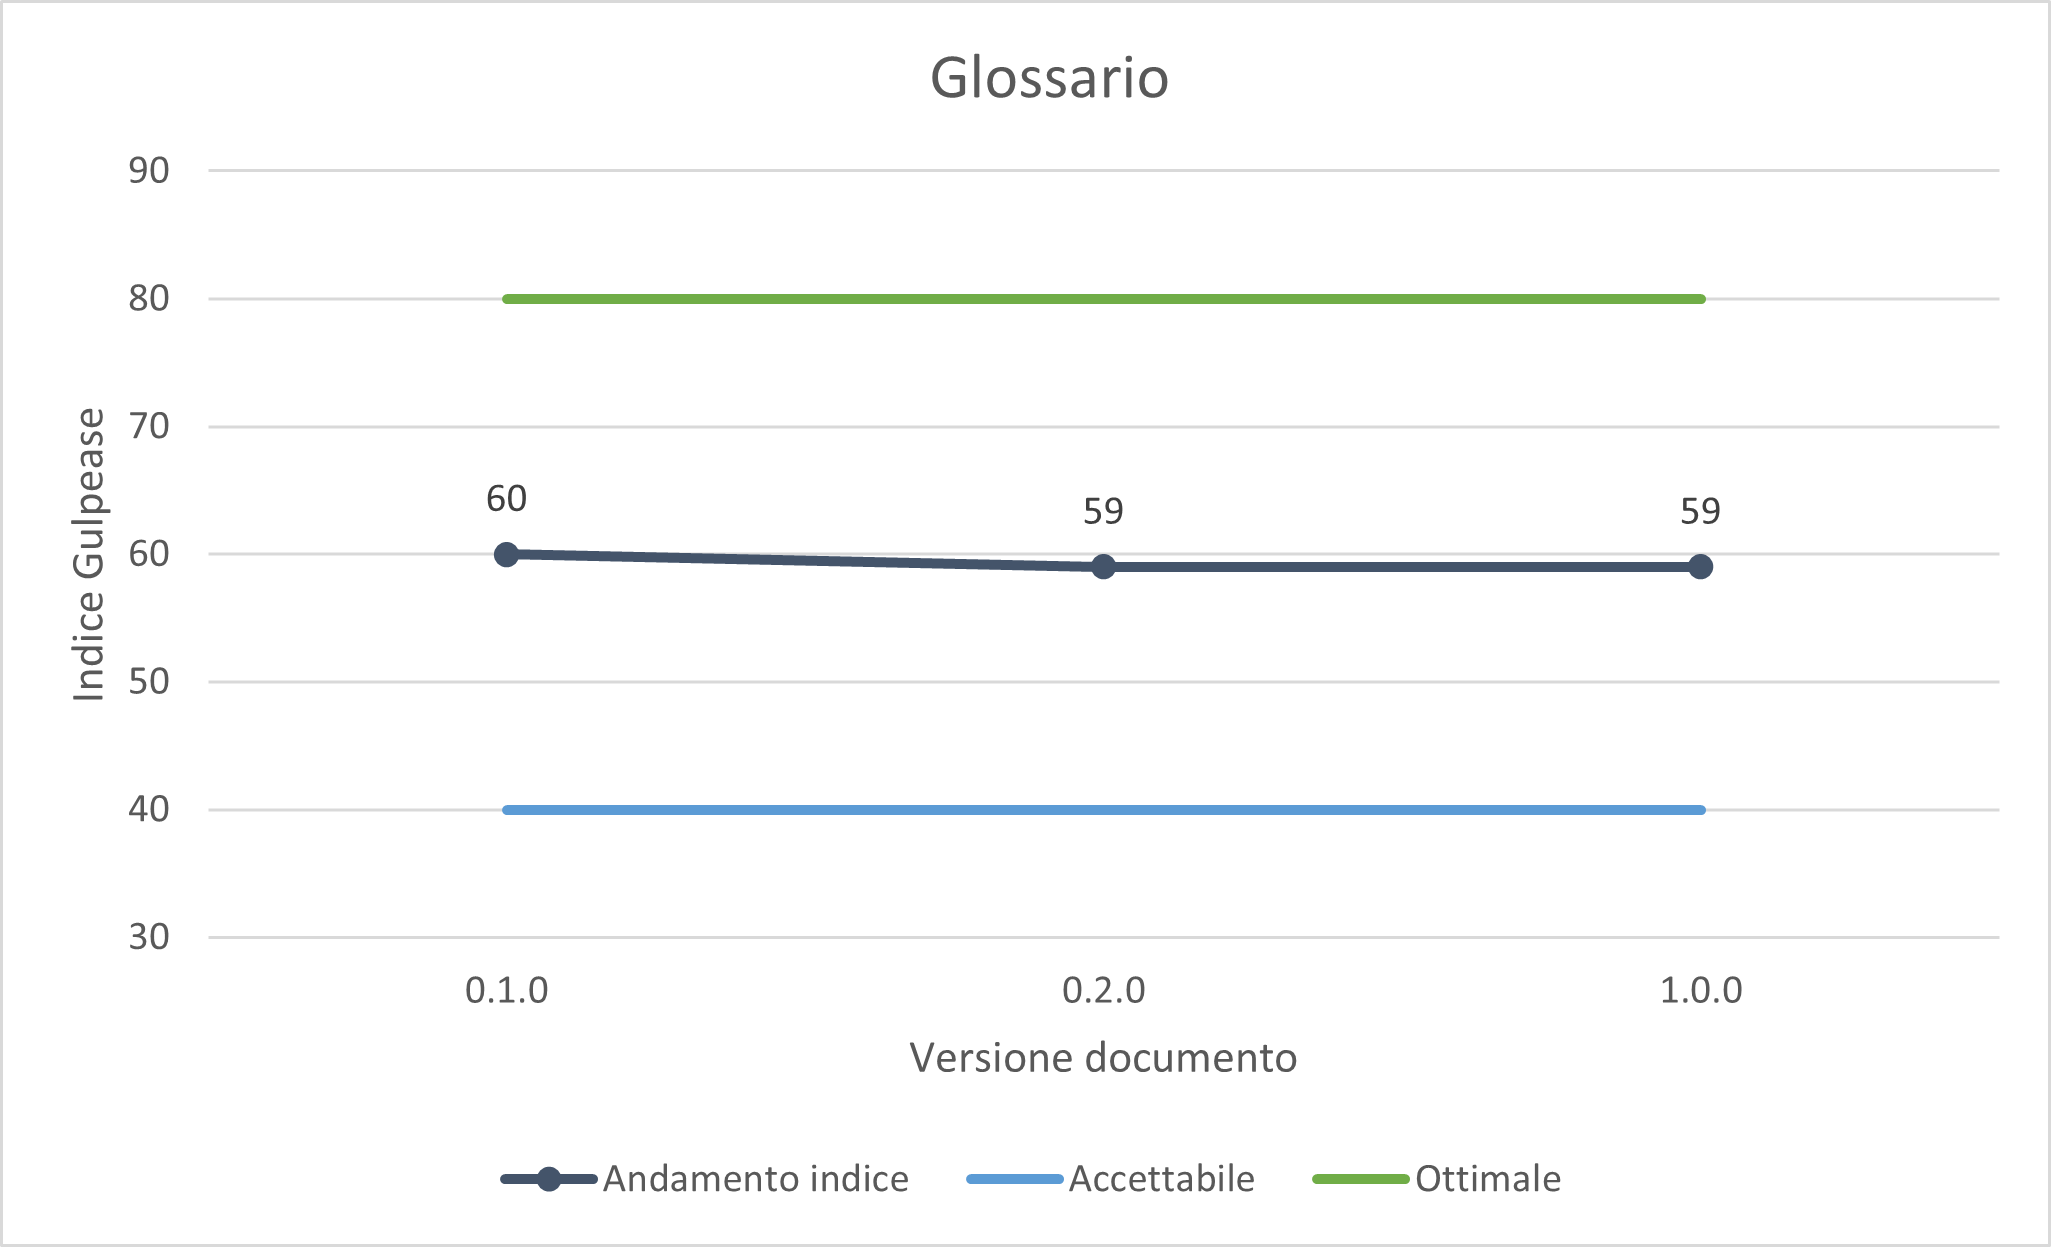 Glossario
90
80
70
60
50
40
30
Indice Gulpease
60
59
59
0.1.0
0.2.0
1.0.0
Versione documento
Andamento indice
Accettabile
Ottimale